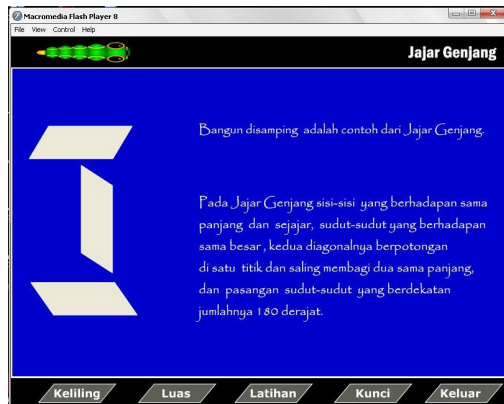 Macromedia Flash Player 8
File View Control Help
Jajar Genjang
Bangun disamping adalah contoh dari Jajar Genjang.
Pada Jajar Genjang sisi-sisi yang berhadapan sama
panjang dan sejajar, sudut-sudut yang berhadapan
sama besar , kedua diagonalnya berpotongan
di satu titik dan saling membagi dua sama panjang,
dan pasangan sudut-sudut yang berdekatan
jumlahnya 180 derajat.
Keliling Luas Latihan Kunci Keluar